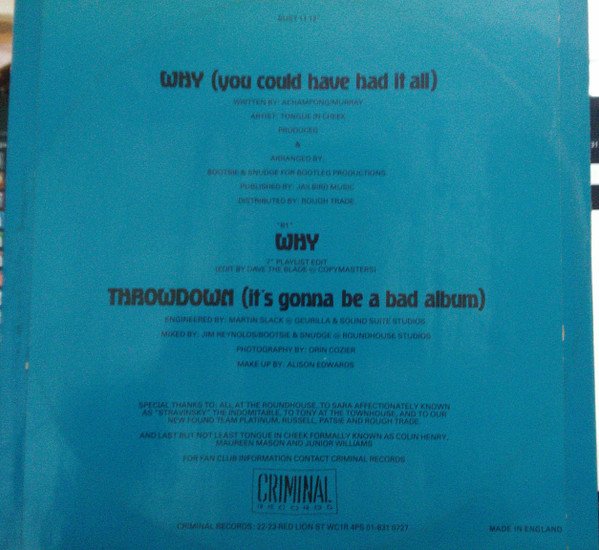 BUST 11 12
WHY (you could have had it all)
WRITTEN BY: ACHAMPONG/MURRAY
ARTIST: TONGUE IN CHEEK
PRODUCED
&
ARRANGED BY:
BOOTSIE & SNUDGE FOR BOOTLEG PRODUCTIONS
PUBLISHED BY: JAILBIRD MUSIC
DISTRIBUTED BY: ROUGH TRADE
"B1"
WHY
7" PLAYLIST EDIT
(EDIT BY DAVE THE BLADE @ COPYMASTERS)
THROWDOWN (it's gonna be a bad album)
ENGINEERED BY: MARTIN SLACK @ GEURILLA & SOUND SUITE STUDIOS
MIXED BY: JIM REYNOLDS/BOOTSIE & SNUDGE @ ROUNDHOUSE STUDIOS
PHOTOGRAPHY BY: ORIN COZIER
MAKE UP BY: ALISON EDWARDS
SPECIAL THANKS TO: ALL AT THE ROUNDHOUSE, TO SARA AFFECTIONATELY KNOWN
AS "STRAVINSKY" THE INDOMITABLE, TO TONY AT THE TOWNHOUSE, AND TO OUR
NEW FOUND TEAM PLATINUM, RUSSELL, PATSIE AND ROUGH TRADE.
AND LAST BUT NOT LEAST TONGUE IN CHEEK FORMALLY KNOWN AS COLIN HENRY,
MAUREEN MASON AND JUNIOR WILLIAMS
FOR FAN CLUB INFORMATION CONTACT CRIMINAL RECORDS
CRIMINAL
RECORDS
CRIMINAL RECORDS: 22-23 RED LION ST WC1R 4PS 01-831 0727
MADE IN ENGLAND